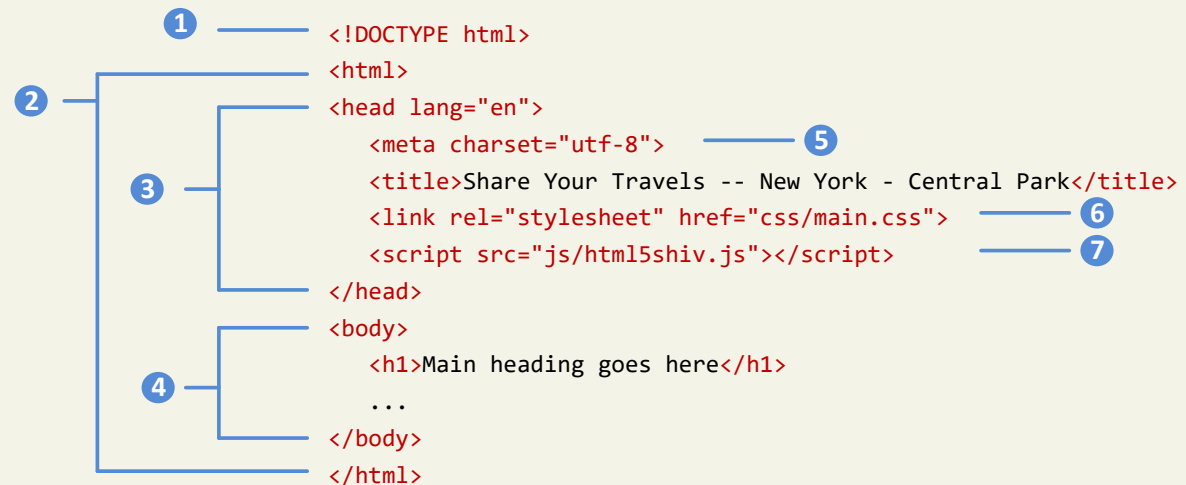 1 <!DOCTYPE html>
<html>
2 <head lang="en">
<meta charset="utf-8"> 5
3 <title>Share Your Travels -- New York - Central Park</title>
<link rel="stylesheet" href="css/main.css"> 6
<script src="js/html5shiv.js"></script> 7
</head>
<body>
<h1>Main heading goes here</h1>
4 ...
</body>
</html>